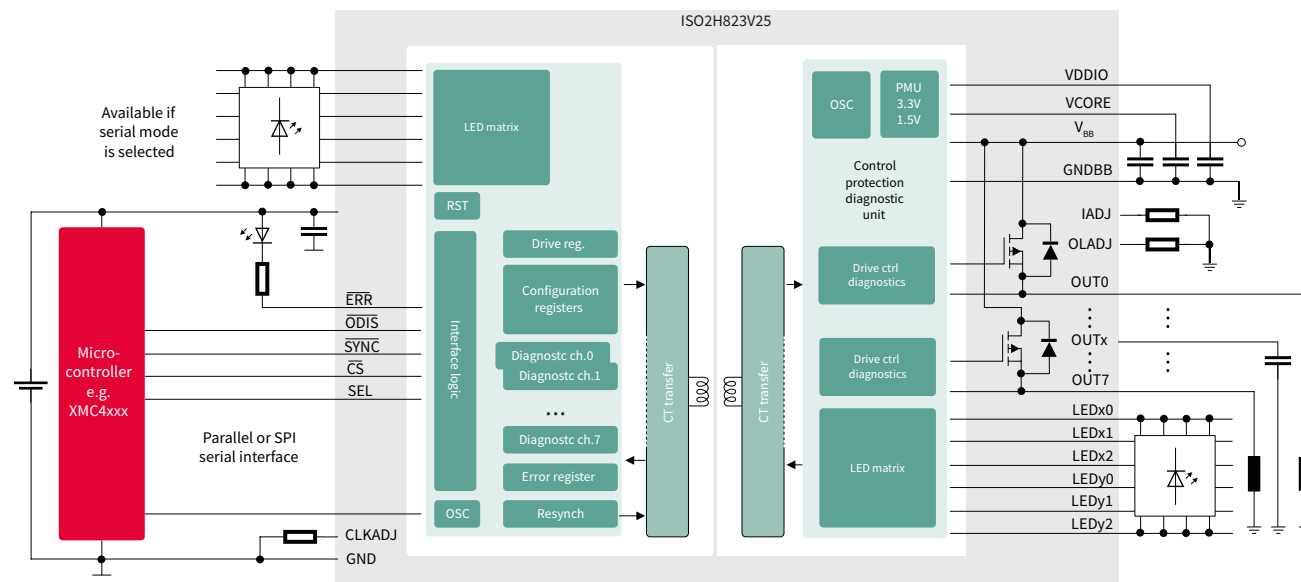 ISO2H823V25
Available if
serial mode
is selected
LED matrix
RST
Drive reg.
Configuration
registers
Interface logic
Diagnostc ch.0
Diagnostc ch.1
...
Diagnostc ch.7
Error register
OSC
Resynch
CT transfer
Micro-
controller
e.g.
XMC4xxx
ERR
ODIS
SYNC
CS
SEL
Parallel or SPI
serial interface
CLKADJ
GND
CT transfer
OSC
PMU
3.3V
1.5V
Control
protection
diagnostic
unit
Drive ctrl
diagnostics
Drive ctrl
diagnostics
LED matrix
VDDIO
VCORE
VBB
GNDBB
IADJ
OLADJ
OUT0
OUTx
OUT7
LEDx0
LEDx1
LEDx2
LEDy0
LEDy1
LEDy2